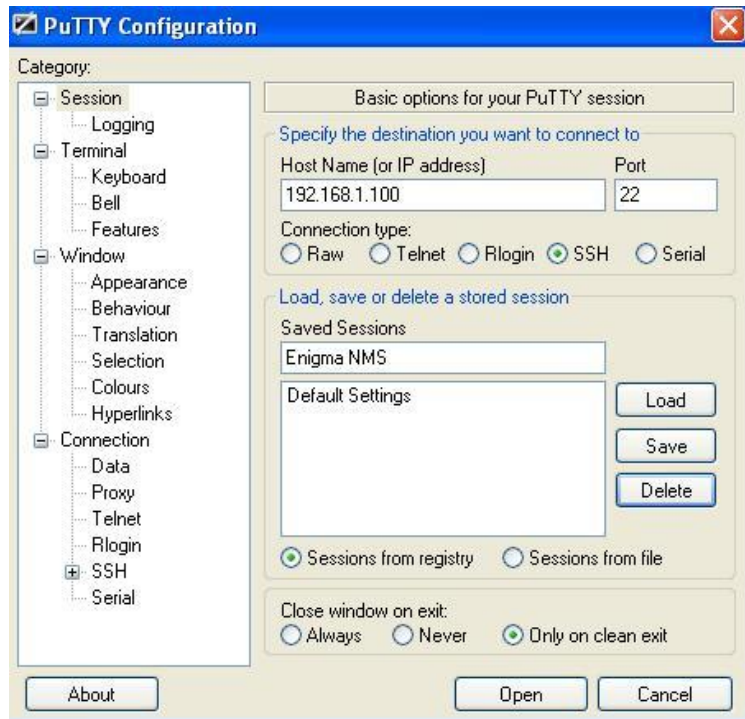 PuTTY Configuration
Category:
Session
Logging
Terminal
Keyboard
Bell
Features
Window
Appearance
Behaviour
Translation
Selection
Colours
Hyperlinks
Connection
Data
Proxy
Telnet
Rlogin
SSH
Serial
Basic options for your PuTTY session
Specify the destination you want to connect to
Host Name (or IP address) Port
192.168.1.100 22
Connection type:
Raw Telnet Rlogin SSH Serial
Load, save or delete a stored session
Saved Sessions
Enigma NMS
Default Settings
Load
Save
Delete
Sessions from registry Sessions from file
Close window on exit:
Always Never Only on clean exit
About Open Cancel